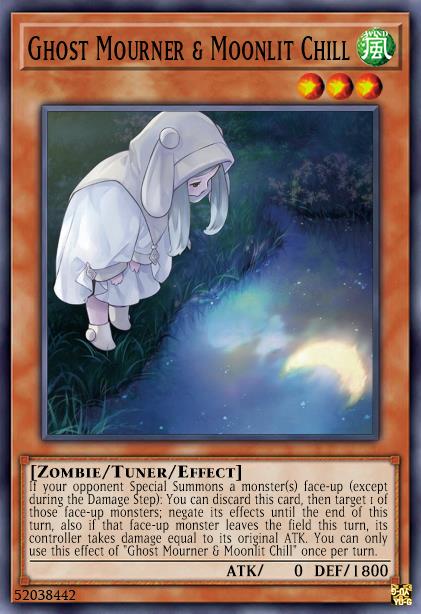 Ghost Mourner & Moonlit Chill
WIND
風
[Zombie/Tuner/Effect]
If your opponent Special Summons a monster(s) face-up (except
during the Damage Step): You can discard this card, then target 1 of
those face-up monsters; negate its effects until the end of this
turn, also if that face-up monster leaves the field this turn, its
controller takes damage equal to its original ATK. You can only
use this effect of "Ghost Mourner & Moonlit Chill" once per turn.
ATK/ 0 DEF/1800
52038442